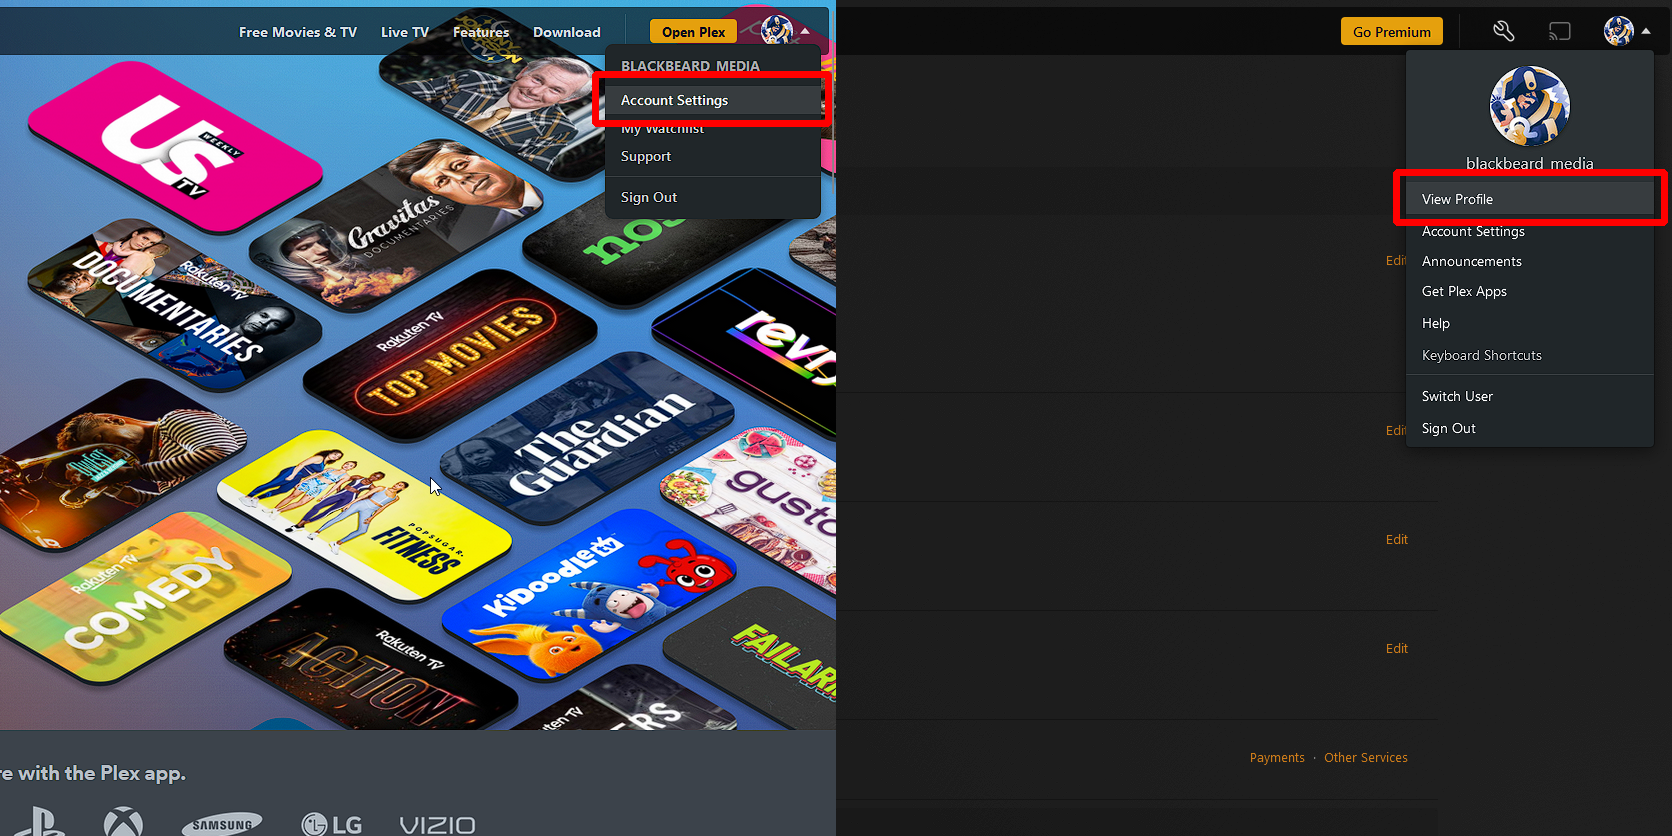 Free Movies & TV
Live TV
Features
Download
Open Plex
BLACKBEARD MEDIA
Account Settings
My Watchlist
Support
Sign Out
US
WEEKLY
TV
Gravitas
DOCUMENTARIES
Rakuten TV
DOCUMENTARIES
Rakuten TV
TOP MOVIES
The
Guardian
gusto
POPSUGAR.
FITNESS
KiDoodle tv
Rakuten TV
COMEDY
Rakuten TV
ACTION
re with the Plex app.
SAMSUNG
LG
VIZIO
Go Premium
blackbeard media
View Profile
Account Settings
Announcements
Get Plex Apps
Help
Keyboard Shortcuts
Switch User
Sign Out
Edit
Edit
Edit
Edit
Payments · Other Services